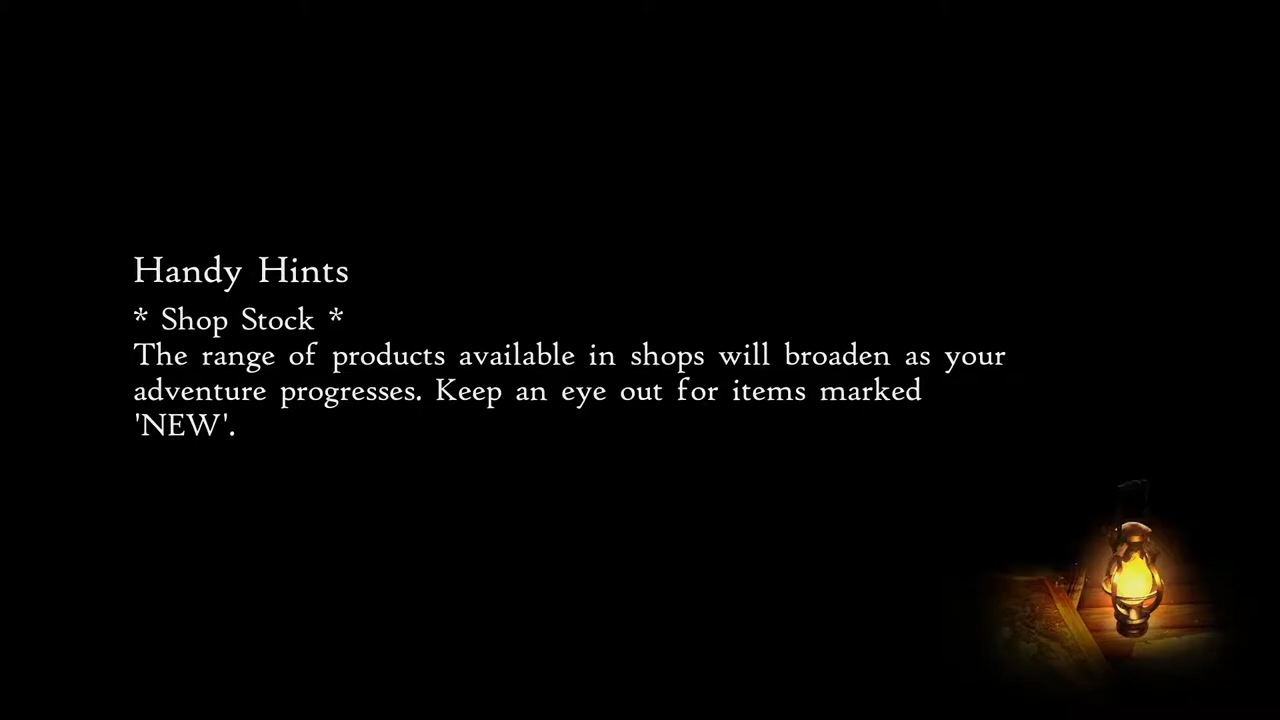 Handy Hints
* Shop Stock *
The range of products available in shops will broaden as your
adventure progresses. Keep an eye out for items marked
'NEW'.